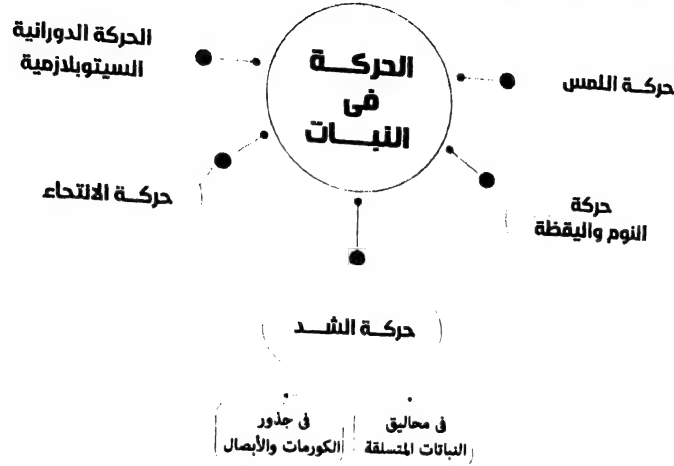 الحركة
فى
النبات
حركة اللمس
حركة
النوم واليقظة
حركة الشد
فى محاليق
النباتات المتسلقة
فى جذور
الكورمات والأبصال
حركة الانتحاء
الحركة الدورانية
السيتوبلازمية